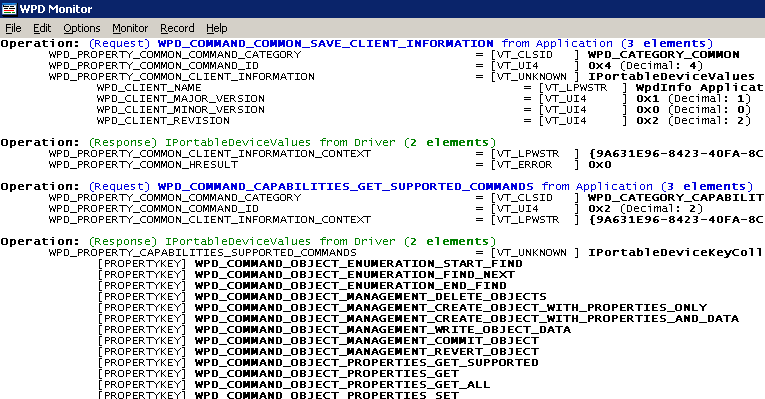 WPD Monitor
File Edit Options Monitor Record Help
Operation: (Request) WPD_COMMAND_COMMON_SAVE_CLIENT_INFORMATION from Application (3 elements)
WPD_PROPERTY_COMMON_COMMAND_CATEGORY = [VT_CLSID ] WPD_CATEGORY_COMMON
WPD_PROPERTY_COMMON_COMMAND_ID = [VT_UI4 ] 0x4 (Decimal: 4)
WPD_PROPERTY_COMMON_CLIENT_INFORMATION = [VT_UNKNOWN ] IPortableDeviceValues
WPD_CLIENT_NAME = [VT_LPWSTR ] WpdInfo Applicat
WPD_CLIENT_MAJOR_VERSION = [VT_UI4 ] 0x1 (Decimal: 1)
WPD_CLIENT_MINOR_VERSION = [VT_UI4 ] 0x0 (Decimal: 0)
WPD_CLIENT_REVISION = [VT_UI4 ] 0x2 (Decimal: 2)
Operation: (Response) IPortableDeviceValues from Driver (2 elements)
WPD_PROPERTY_COMMON_CLIENT_INFORMATION_CONTEXT = [VT_LPWSTR ] {9A631E96-8423-40FA-8C
WPD_PROPERTY_COMMON_HRESULT = [VT_ERROR ] 0x0
Operation: (Request) WPD_COMMAND_CAPABILITIES_GET_SUPPORTED_COMMANDS from Application (3 elements)
WPD_PROPERTY_COMMON_COMMAND_CATEGORY = [VT_CLSID ] WPD_CATEGORY_CAPABILIT
WPD_PROPERTY_COMMON_COMMAND_ID = [VT_UI4 ] 0x2 (Decimal: 2)
WPD_PROPERTY_COMMON_CLIENT_INFORMATION_CONTEXT = [VT_LPWSTR ] {9A631E96-8423-40FA-8C
Operation: (Response) IPortableDeviceValues from Driver (2 elements)
WPD_PROPERTY_CAPABILITIES_SUPPORTED_COMMANDS = [VT_UNKNOWN ] IPortableDeviceKeyColl
[PROPERTYKEY] WPD_COMMAND_OBJECT_ENUMERATION_START_FIND
[PROPERTYKEY] WPD_COMMAND_OBJECT_ENUMERATION_FIND_NEXT
[PROPERTYKEY] WPD_COMMAND_OBJECT_ENUMERATION_END_FIND
[PROPERTYKEY] WPD_COMMAND_OBJECT_MANAGEMENT_DELETE_OBJECTS
[PROPERTYKEY] WPD_COMMAND_OBJECT_MANAGEMENT_CREATE_OBJECT_WITH_PROPERTIES_ONLY
[PROPERTYKEY] WPD_COMMAND_OBJECT_MANAGEMENT_CREATE_OBJECT_WITH_PROPERTIES_AND_DATA
[PROPERTYKEY] WPD_COMMAND_OBJECT_MANAGEMENT_WRITE_OBJECT_DATA
[PROPERTYKEY] WPD_COMMAND_OBJECT_MANAGEMENT_COMMIT_OBJECT
[PROPERTYKEY] WPD_COMMAND_OBJECT_MANAGEMENT_REVERT_OBJECT
[PROPERTYKEY] WPD_COMMAND_OBJECT_PROPERTIES_GET_SUPPORTED
[PROPERTYKEY] WPD_COMMAND_OBJECT_PROPERTIES_GET
[PROPERTYKEY] WPD_COMMAND_OBJECT_PROPERTIES_GET_ALL
[PROPERTYKEY] WPD_COMMAND_OBJECT_PROPERTIES_SET